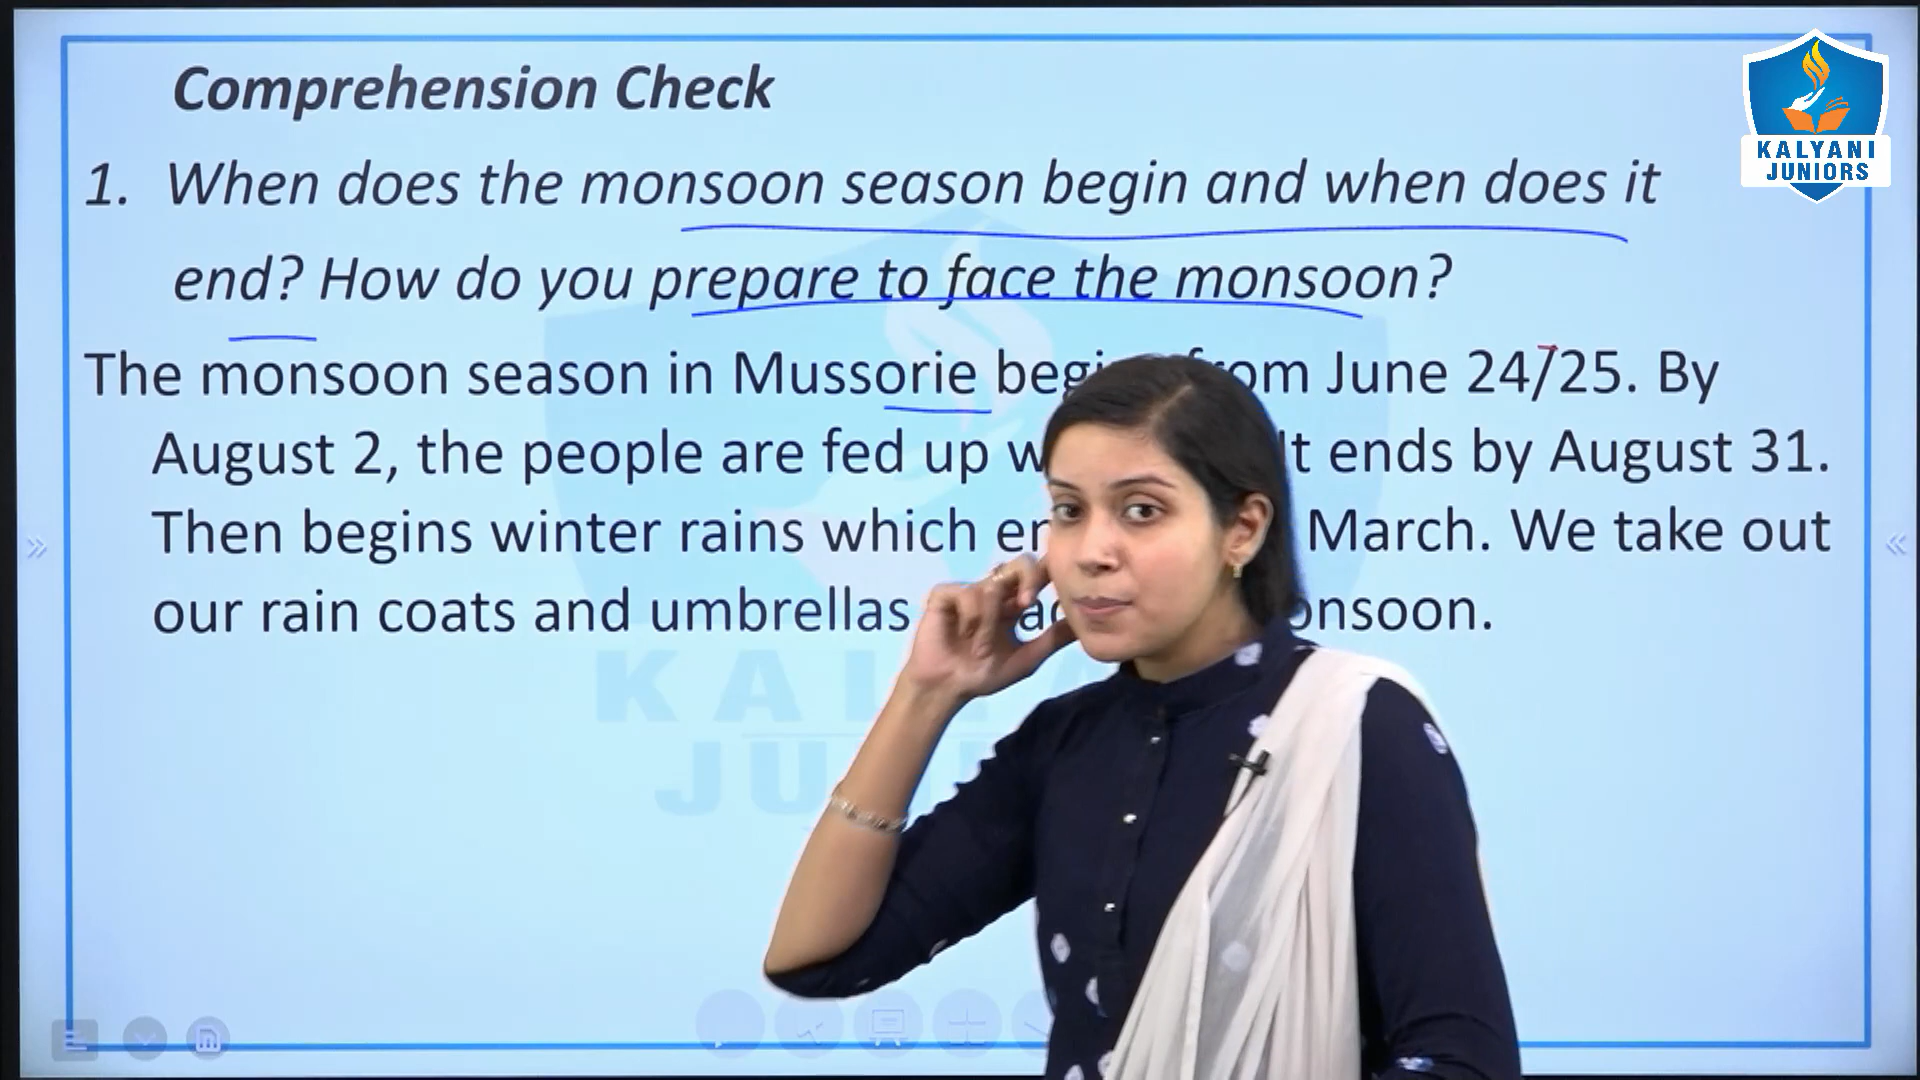 Comprehension Check
KALYANI
JUNIORS
1. When does the monsoon season begin and when does it
end? How do you prepare to face the monsoon?
The monsoon season in Mussorie from June 24/25. By
August 2, the people are fed up ends by August 31.
Then begins winter rains which March. We take out
our rain coats and umbrellas